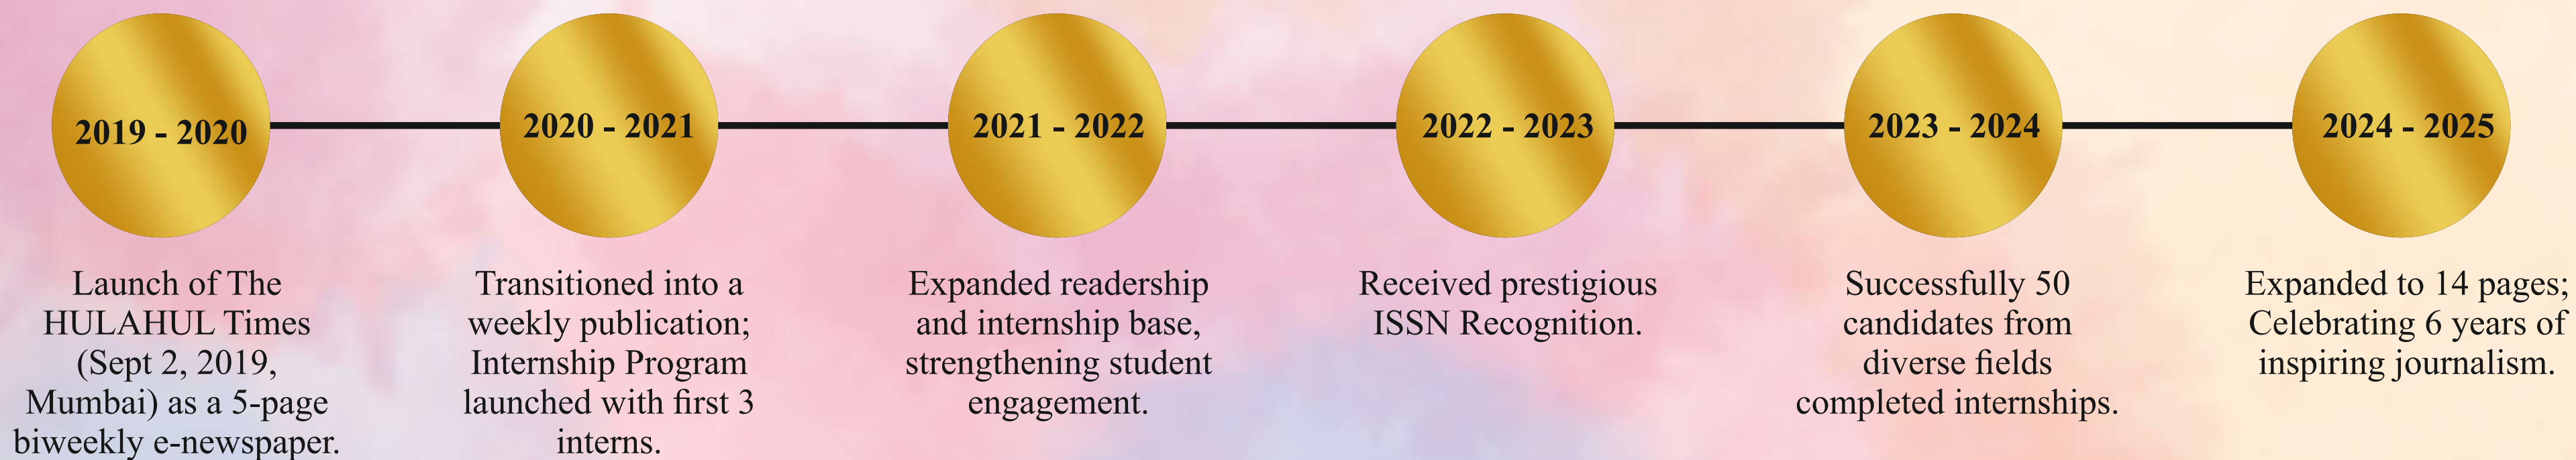 2019 - 2020
Launch of The
HULAHUL Times
(Sept 2, 2019,
Mumbai) as a 5-page
biweekly e-newspaper.
2020 - 2021
Transitioned into a
weekly publication;
Internship Program
launched with first 3
interns.
2021 - 2022
Expanded readership
and internship base,
strengthening student
engagement.
2022 - 2023
Received prestigious
ISSN Recognition.
2023 - 2024
Successfully 50
candidates from
diverse fields
completed internships.
2024 - 2025
Expanded to 14 pages;
Celebrating 6 years of
inspiring journalism.